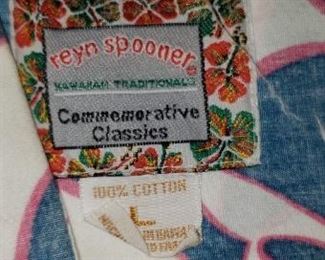 reyn spooner
HAWAIIAN TRADITIONALS
Commemorative
Classics
100% COTTON
L